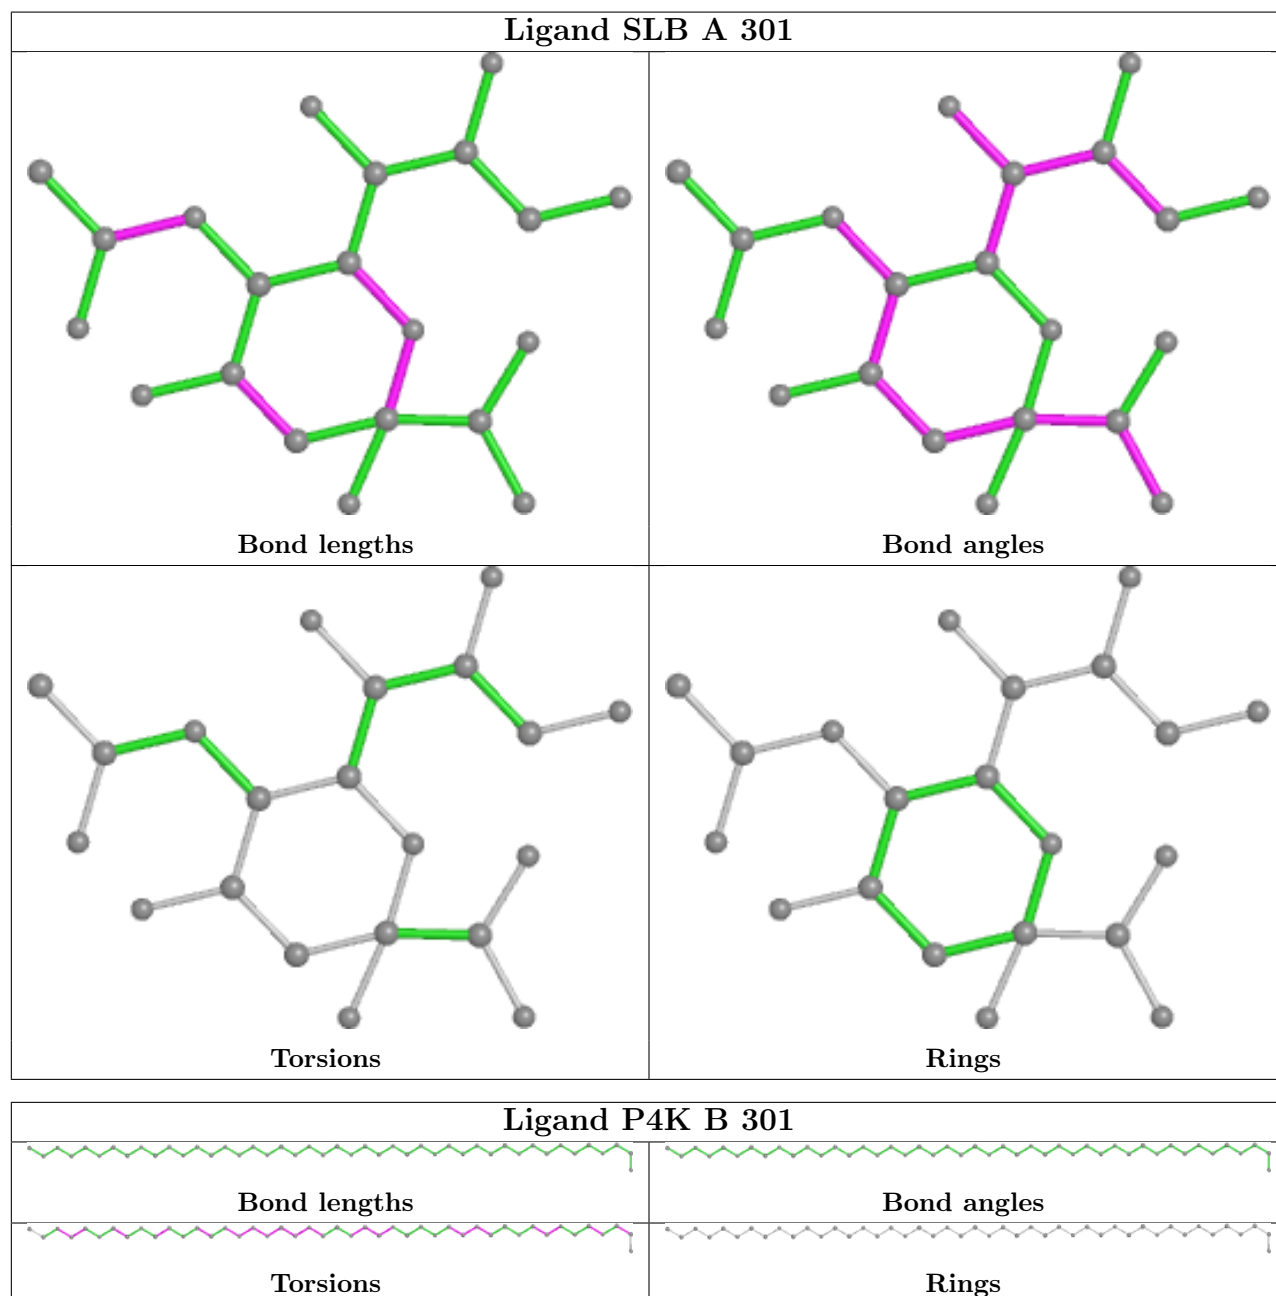 Ligand SLB A 301
Bond lengths
Bond angles
Torsions
Rings
Ligand P4K B 301
Bond lengths
Bond angles
Torsions
Rings